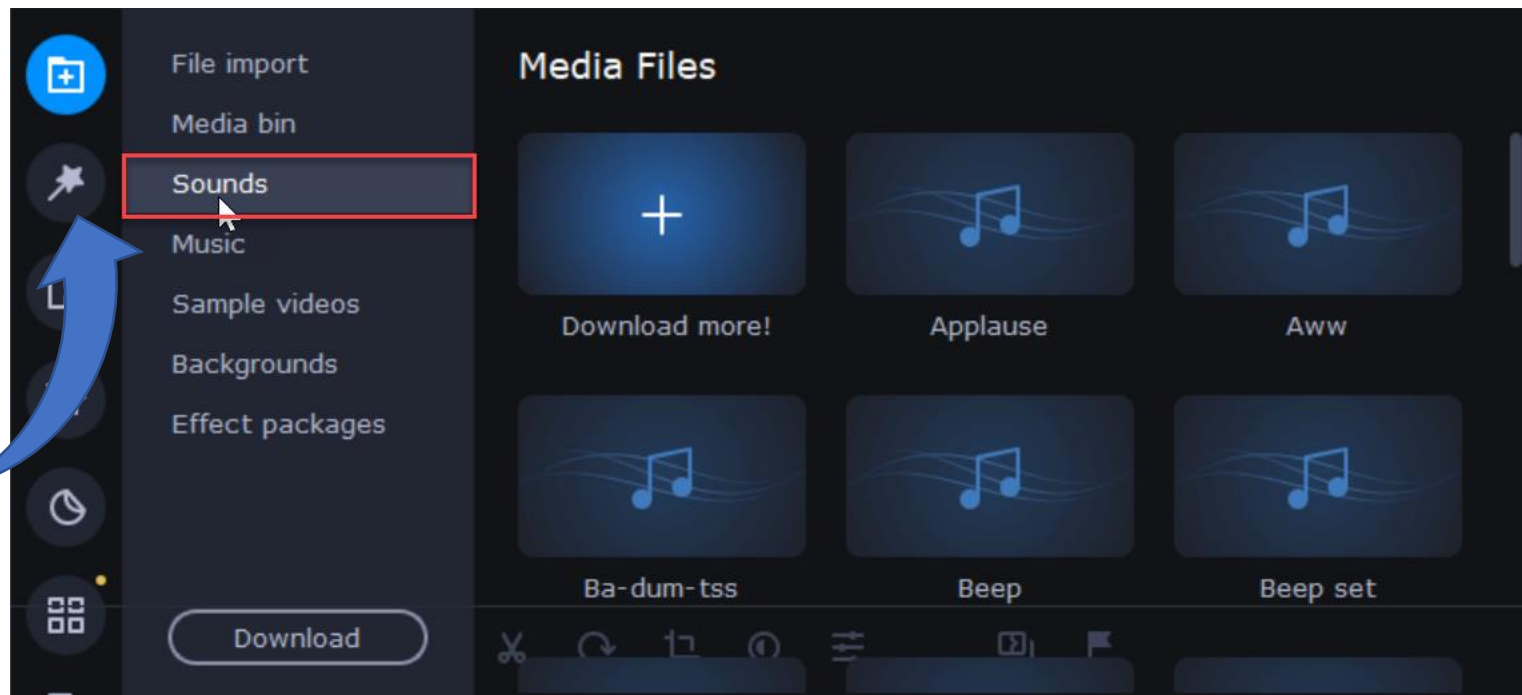 File import
Media bin
Sounds
Music
Sample videos
Backgrounds
Effect packages
Download
Media Files
Download more!
Applause
Aww
Ba-dum-tss
Beep
Beep set